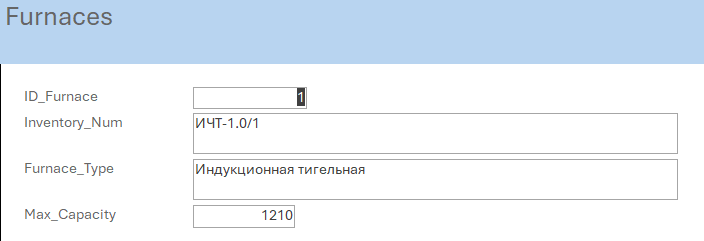 Furnaces
ID_Furnace 1
Inventory_Num ИЧТ-1.0/1
Furnace_Type Индукционная тигельная
Max_Capacity 1210